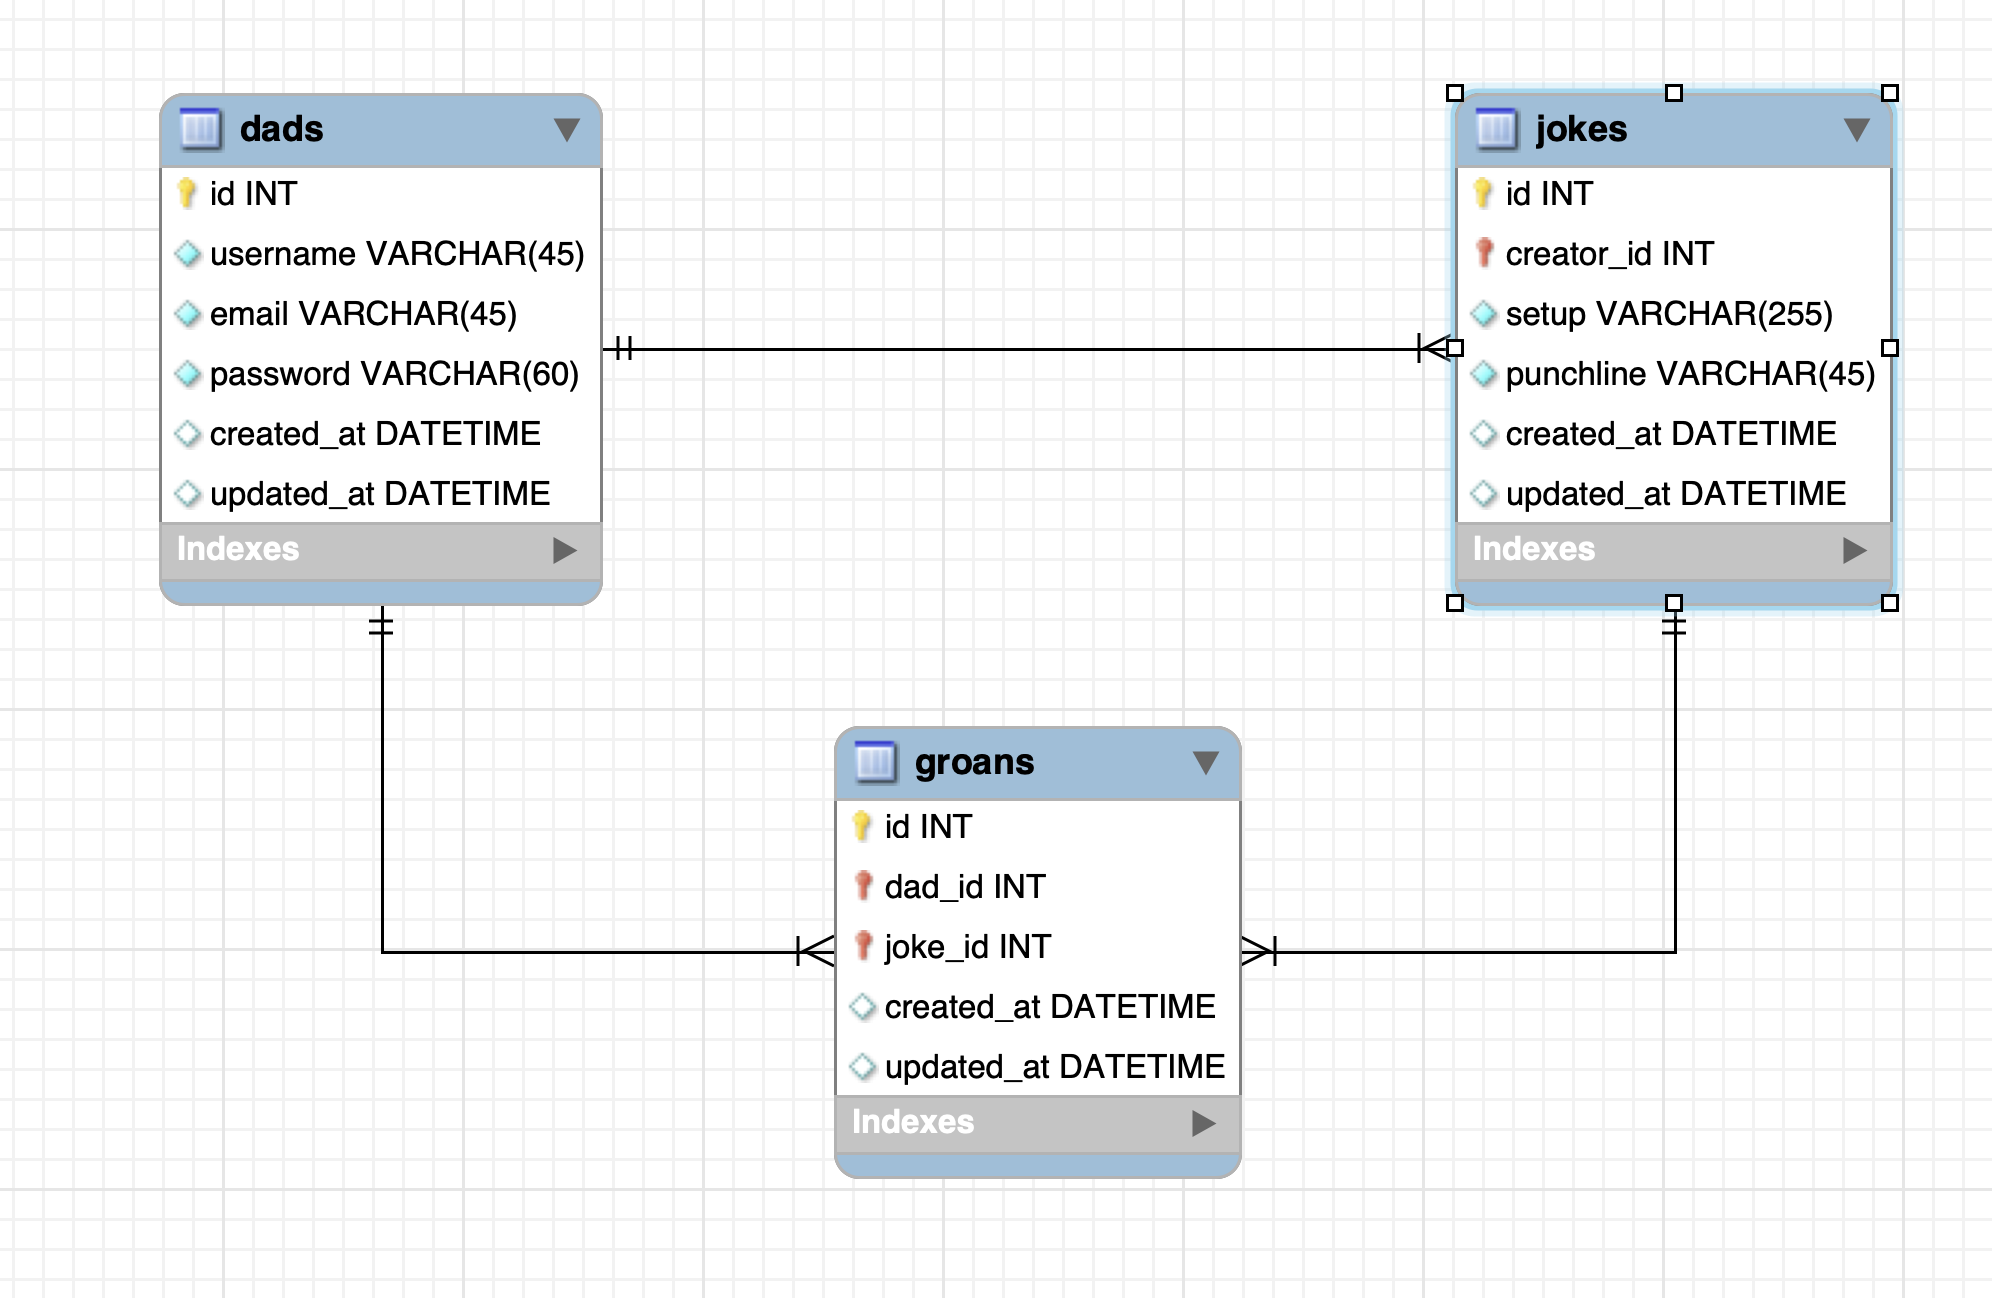 dads
id INT
username VARCHAR(45)
email VARCHAR(45)
password VARCHAR(60)
created_at DATETIME
updated_at DATETIME
Indexes
jokes
id INT
creator_id INT
setup VARCHAR(255)
punchline VARCHAR(45)
created_at DATETIME
updated_at DATETIME
Indexes
groans
id INT
dad_id INT
joke_id INT
created_at DATETIME
updated_at DATETIME
Indexes